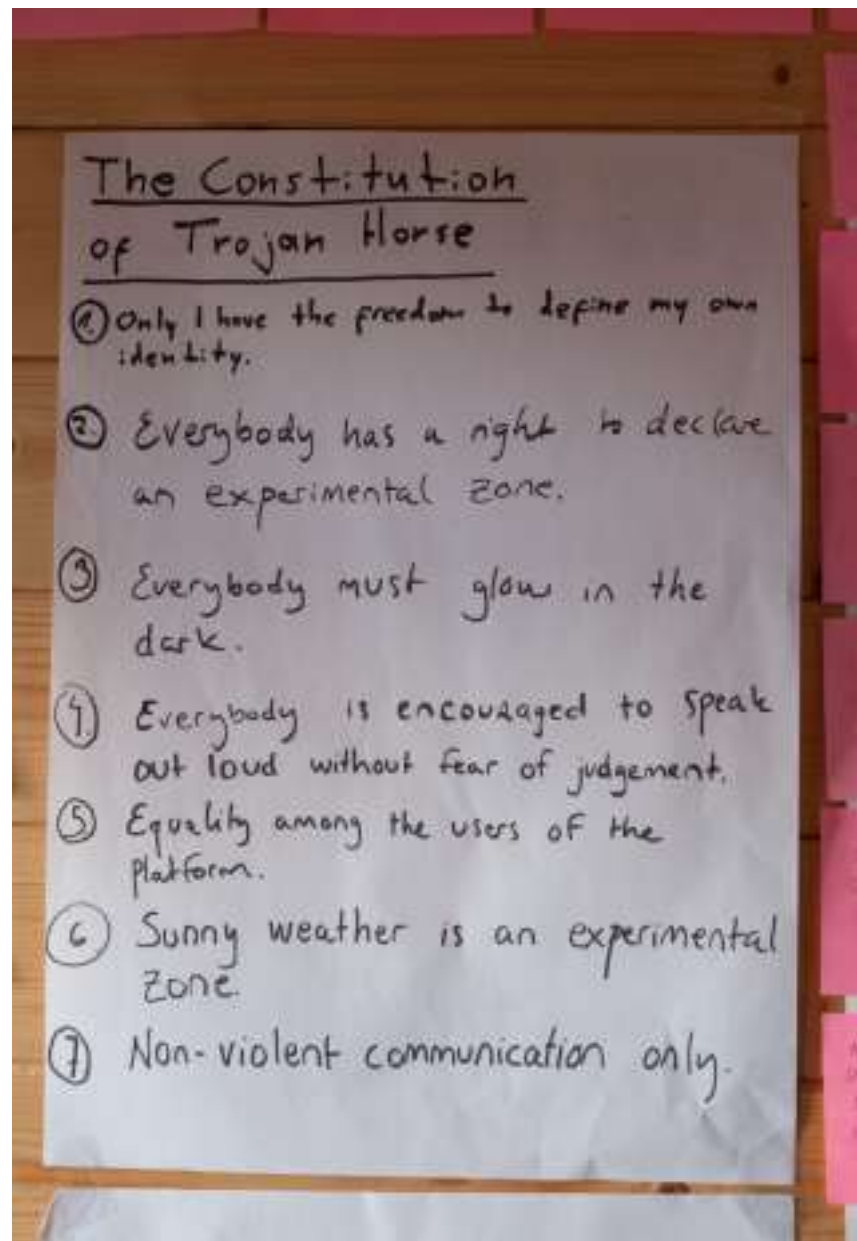 The Constitution
of Trojan Horse
1. Only I have the freedom to define my own
identity.
2. Everybody has a right to declare
an experimental zone.
3 Everybody must glow in the
dark.
4. Everybody is encouraged to speak
out loud without fear of judgement.
5 Equality among the users of the
platform.
6 Sunny weather is an experimental
zone.
7 Non-violent communication only.